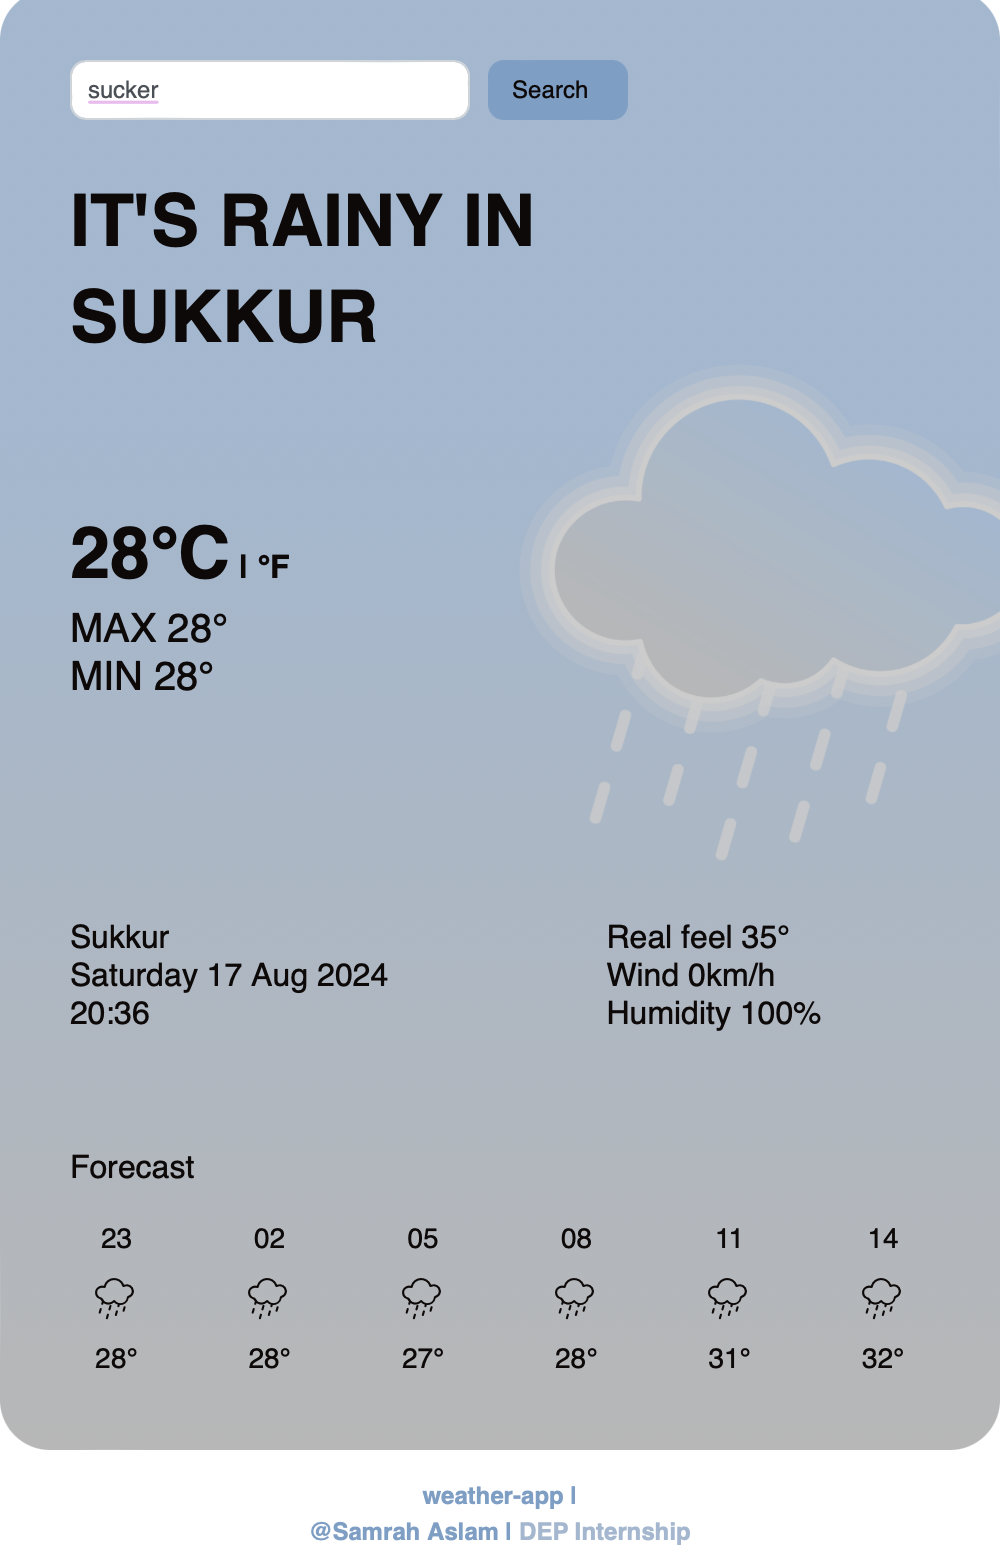 sucker
Search
IT'S RAINY IN
SUKKUR
28°C | °F
MAX 28°
MIN 28°
Sukkur
Saturday 17 Aug 2024
20:36
Real feel 35°
Wind 0km/h
Humidity 100%
Forecast
23 02 05 08 11 14
28° 28° 27° 28° 31° 32°
weather-app |
@Samrah Aslam | DEP Internship